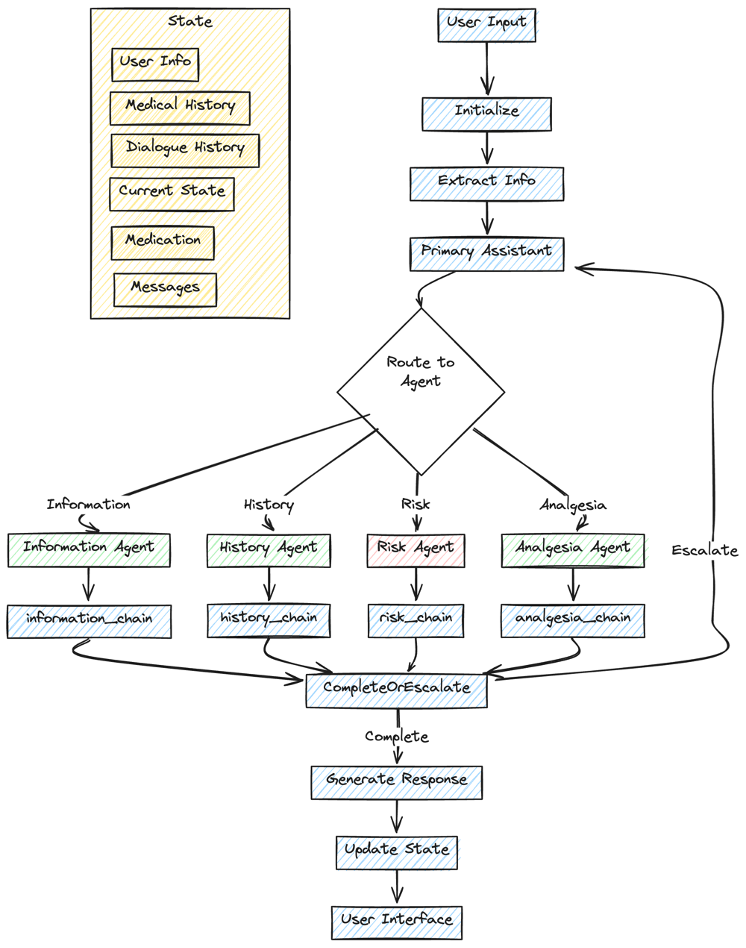 State
User Info
Medical History
Dialogue History
Current State
Medication
Messages
User Input
Initialize
Extract Info
Primary Assistant
Route to
Agent
Information
History
Risk
Analgesia
Information Agent
History Agent
Risk Agent
Analgesia Agent
Escalate
information_chain
history_chain
risk_chain
analgesia_chain
CompleteOrEscalate
Complete
Generate Response
Update State
User Interface